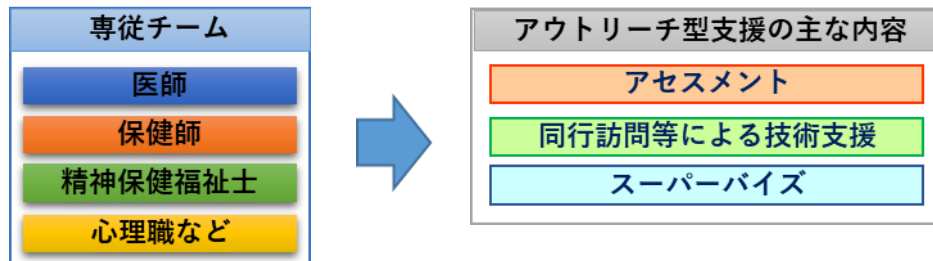 専従チーム
医師
保健師
精神保健福祉士
心理職など
アウトリーチ型支援の主な内容
アセスメント
同行訪問等による技術支援
スーパーバイズ